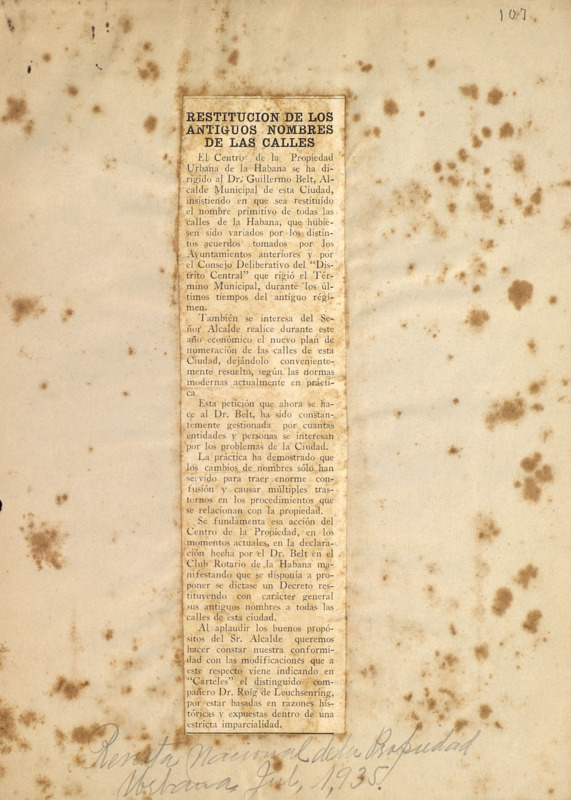 107
RESTITUCION DE LOS
ANTIGUOS NOMBRES
DE LAS CALLES
El Centro de la Propiedad
Urbana de la Habana se ha di-
rigido al Dr. Guillermo Belt, Al-
calde Municipal de esta Ciudad,
insistiendo en que sea restituido
el nombre primitivo de todas las
calles de la Habana, que hubie-
sen sido variados por los distin-
tos acuerdos tomados por los
Ayuntamientos anteriores y por
el Consejo Deliberativo del "Dis-
trito Central" que rigió el Tér-
mino Municipal, durante los úl-
timos tiempos del antiguo régi-
men.
También se interesa del Se-
ñor Alcalde realice durante este
año económico el nuevo plan de
numeración de las calles de esta
Ciudad, dejándolo conveniente-
mente resuelto, según las normas
modernas actualmente en prácti-
ca.
Esta petición que ahora se ha-
ce al Dr. Belt, ha sido constan-
temente gestionada por cuantas
entidades y personas se interesan
por los problemas de la Ciudad.
La práctica ha demostrado que
los cambios de nombres sólo han
servido para traer enorme con-
fusión y causar múltiples tras-
tornos en los procedimientos que
se relacionan con la propiedad.
Se fundamenta esa acción del
Centro de la Propiedad, en los
momentos actuales, en la declara-
ción hecha por el Dr. Belt en el
Club Rotario de la Habana ma-
nifestando que se disponía a pro-
poner se dictase un Decreto res-
tituyendo con carácter general
sus antiguos nombres a todas las
calles de esta ciudad.
Al aplaudir los buenos propó-
sitos del Sr. Alcalde queremos
hacer constar nuestra conformi-
dad con las modificaciones que a
este respecto viene indicando en
"Carteles" el distinguido com-
pañero Dr. Roig de Leuchsenring,
por estar basadas en razones his-
tóricas y expuestas dentro de una
estricta imparcialidad.
Revista Nacional de la Propiedad
Urbana, Jul, 1935.